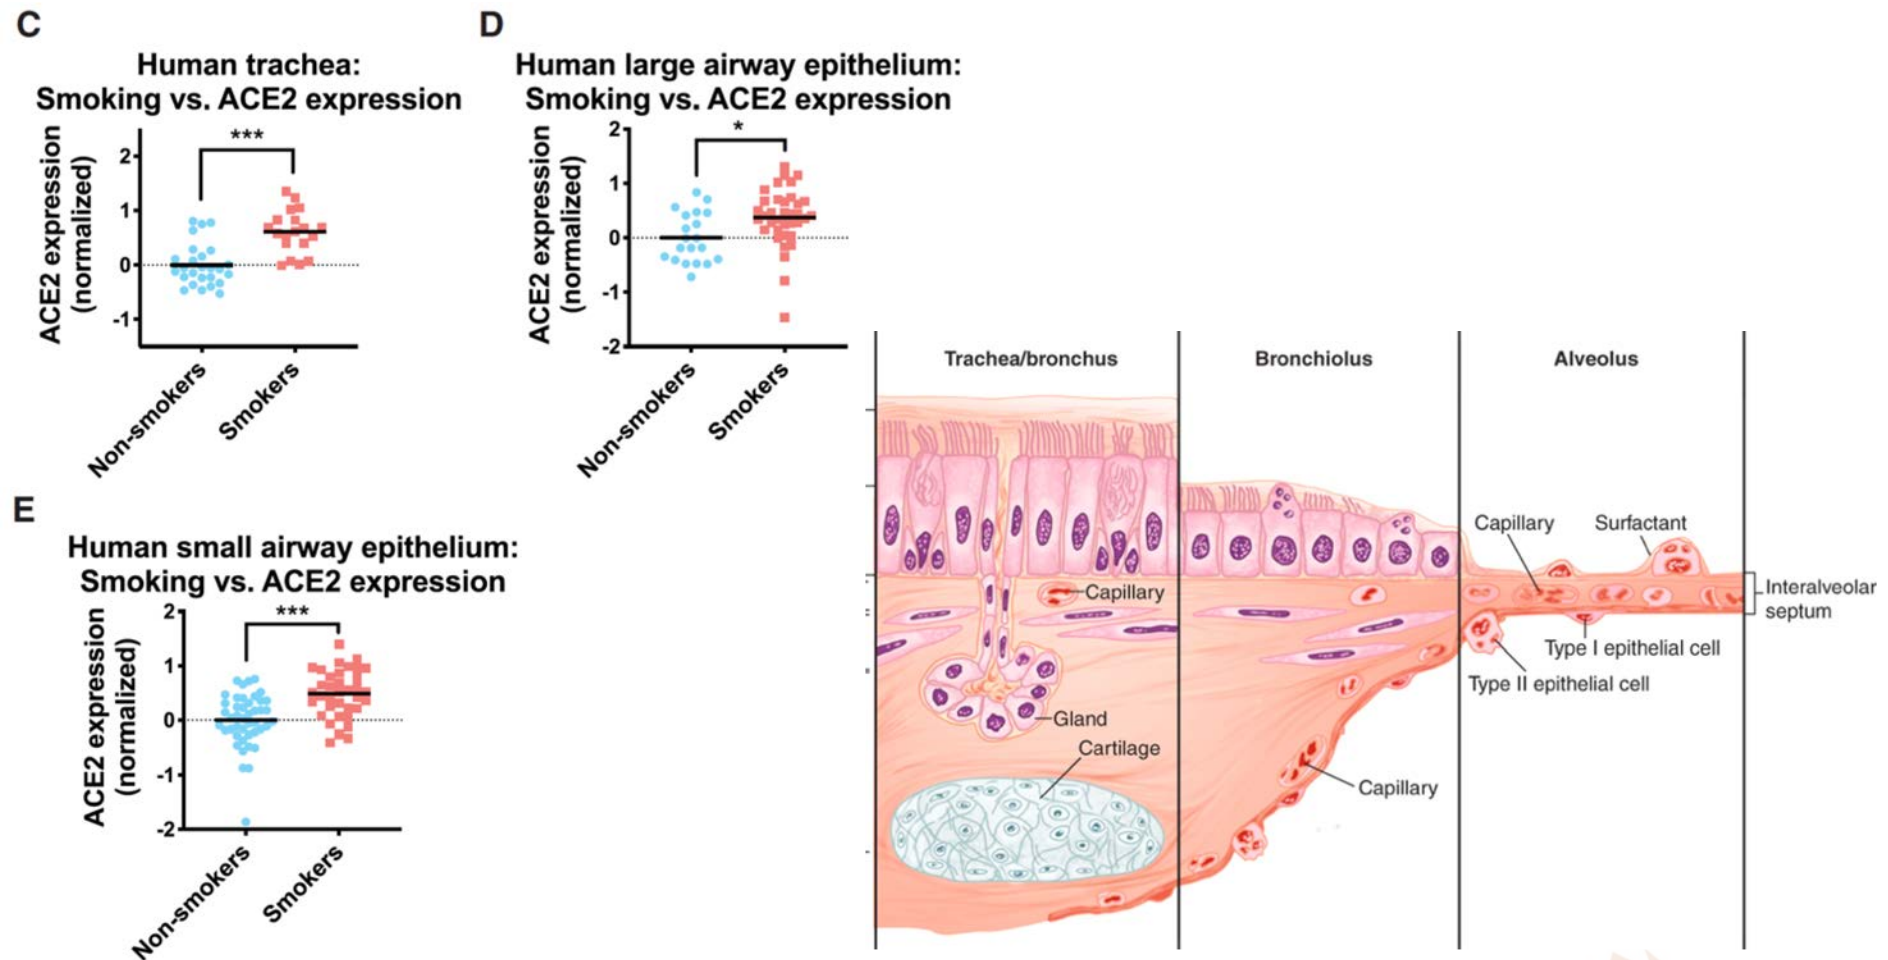 C
Human trachea:
Smoking vs. ACE2 expression
ACE2 expression
(normalized)
***
2
1
0
-1
Non-smokers
Smokers
D
Human large airway epithelium:
Smoking vs. ACE2 expression
ACE2 expression
(normalized)
*
2
1
0
-1
-2
Non-smokers
Smokers
E
Human small airway epithelium:
Smoking vs. ACE2 expression
ACE2 expression
(normalized)
***
2
1
0
-1
-2
Non-smokers
Smokers
Trachea/bronchus
Bronchiolus
Alveolus
Capillary
Surfactant
Capillary
Interalveolar
septum
Type I epithelial cell
Type II epithelial cell
Gland
Cartilage
Capillary